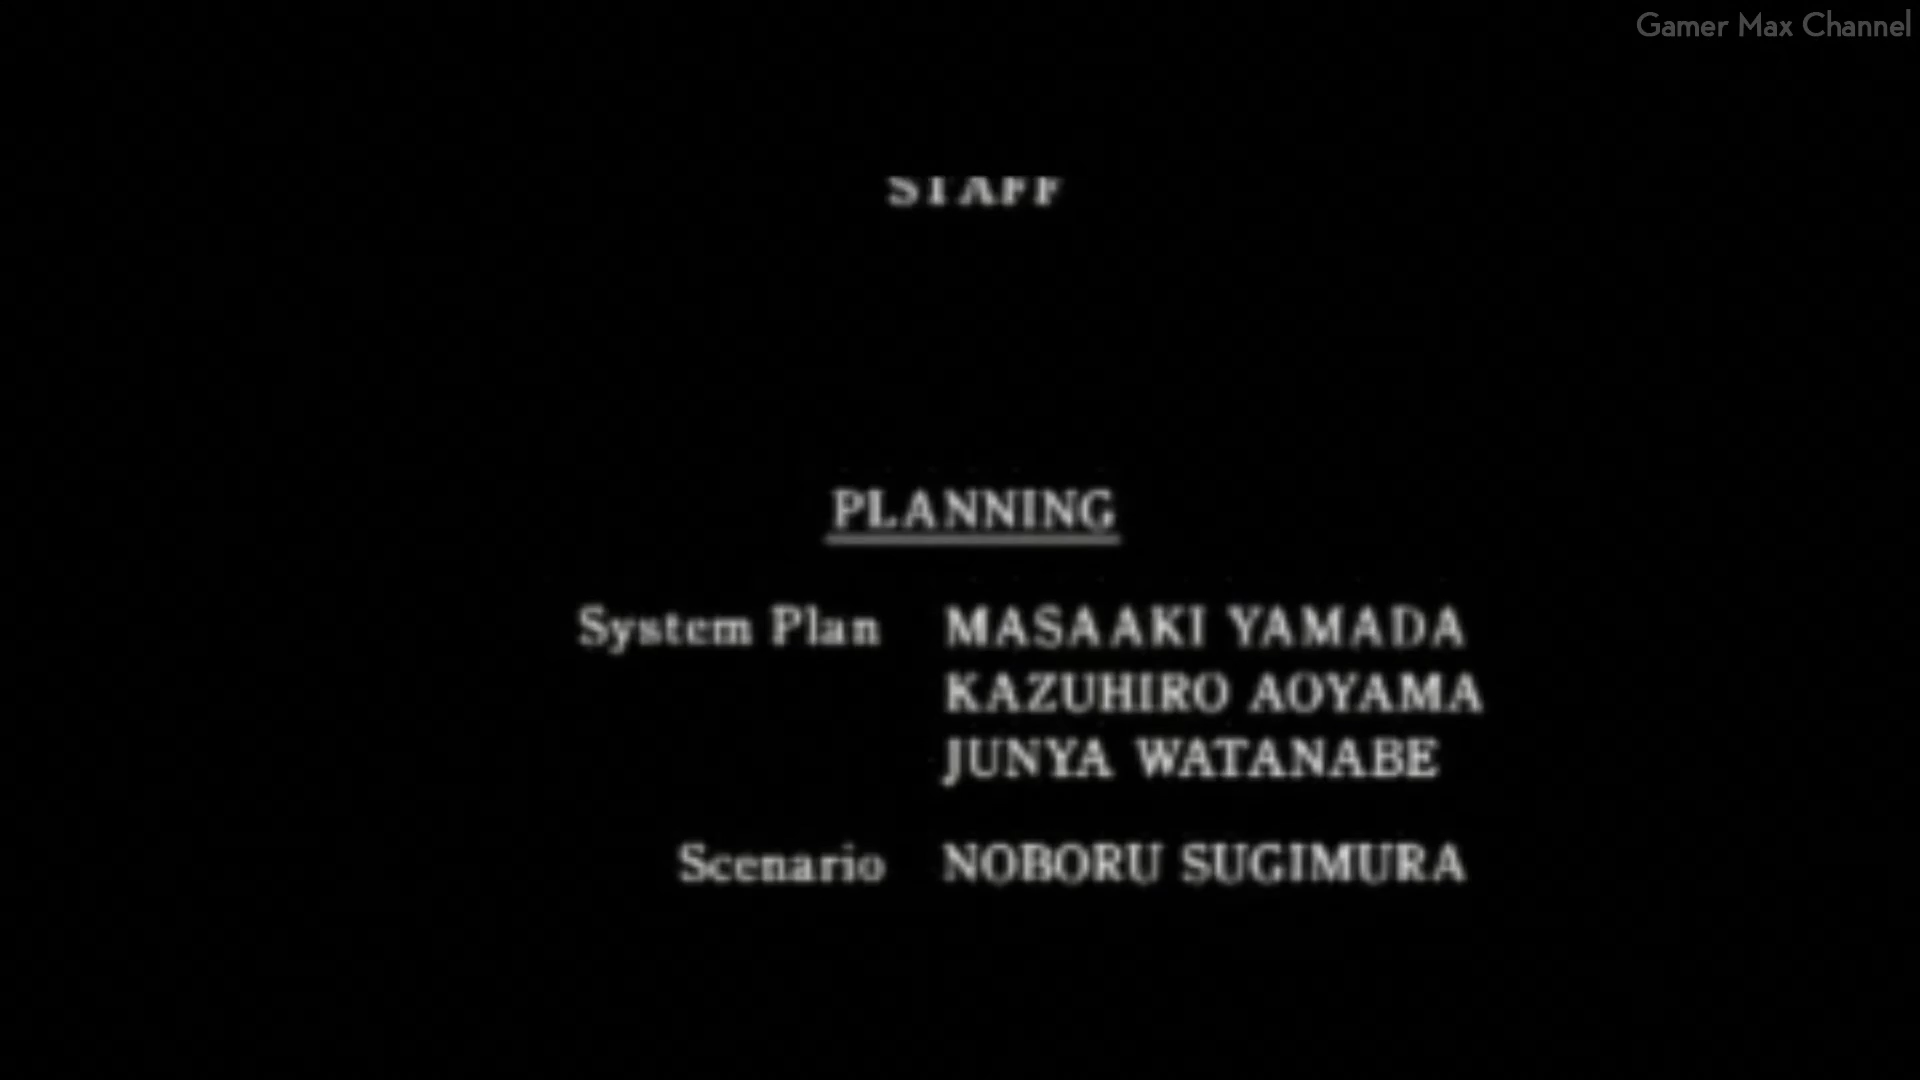 Gamer Max Channel
STAFF
PLANNING
System Plan MASAAKI YAMADA
KAZUHIRO AOYAMA
JUNYA WATANABE
Scenario NOBORU SUGIMURA